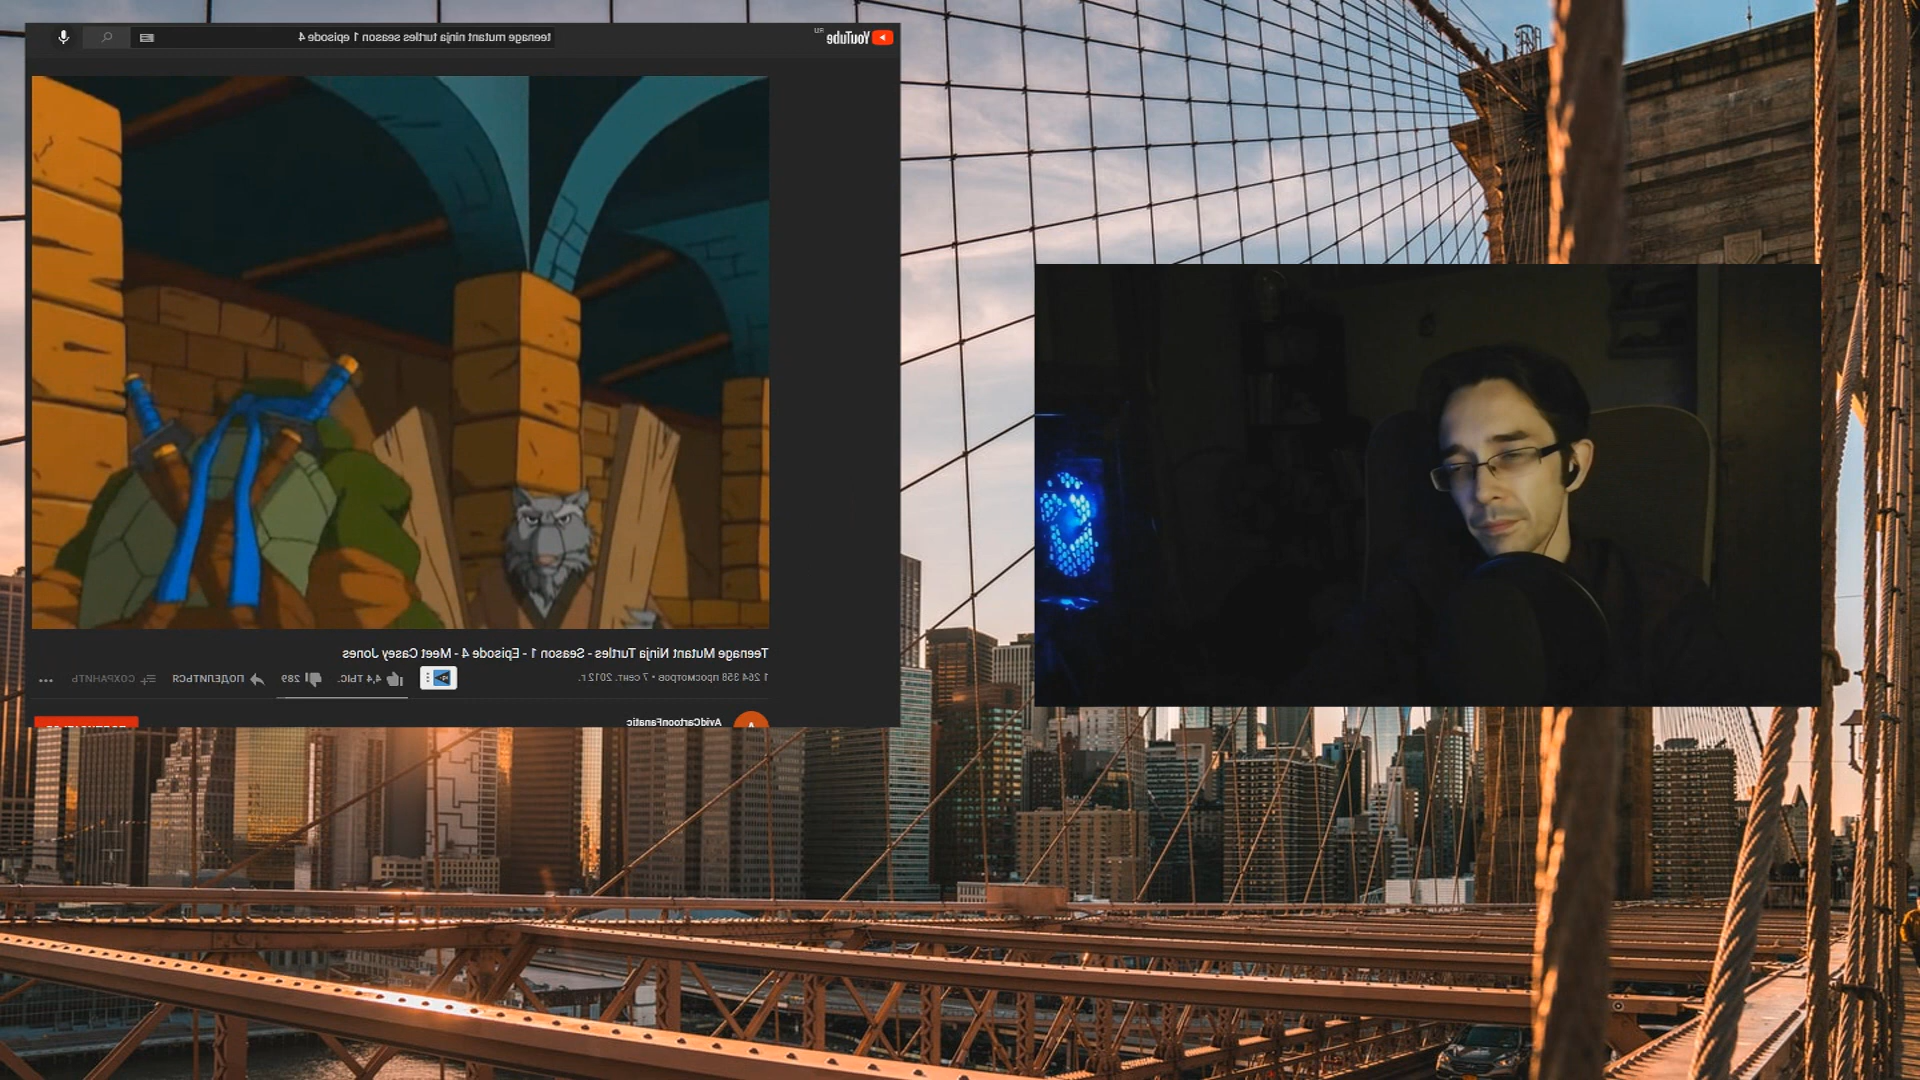 YouTube RU
teenage mutant ninja turtles season 1 episode 4
Teenage Mutant Ninja Turtles - Season 1 - Episode 4 - Meet Casey Jones
1 264 358 просмотров • 7 сент. 2012 г.
4,4 ТЫС.
289
ПОДЕЛИТЬСЯ
СОХРАНИТЬ
A
AvidCartoonFanatic